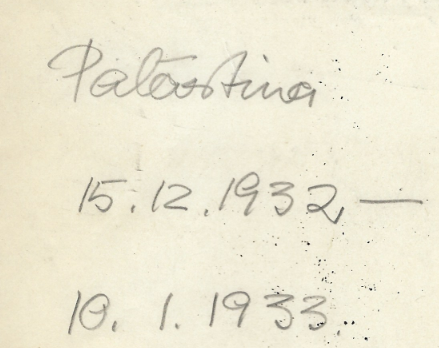 Palästina
15.12.1932 —
10. 1. 1933.